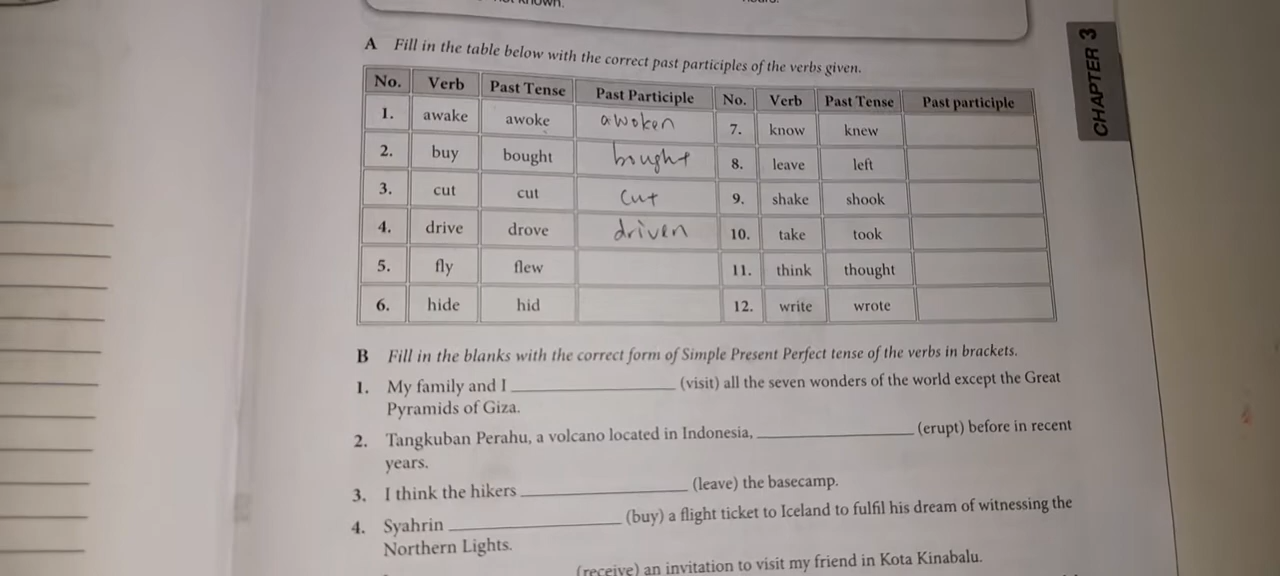 A Fill in the table below with the correct past participles of the verbs given.
No. Verb Past Tense Past Participle No. Verb Past Tense Past participle
1. awake awoke awoken 7. know knew
2. buy bought bought 8. leave left
3. cut cut cut 9. shake shook
4. drive drove driven 10. take took
5. fly flew 11. think thought
6. hide hid 12. write wrote
CHAPTER 3
B Fill in the blanks with the correct form of Simple Present Perfect tense of the verbs in brackets.
1. My family and I ____________ (visit) all the seven wonders of the world except the Great
Pyramids of Giza.
2. Tangkuban Perahu, a volcano located in Indonesia, ____________ (erupt) before in recent
years.
3. I think the hikers ____________ (leave) the basecamp.
4. Syahrin ____________ (buy) a flight ticket to Iceland to fulfil his dream of witnessing the
Northern Lights.
(receive) an invitation to visit my friend in Kota Kinabalu.